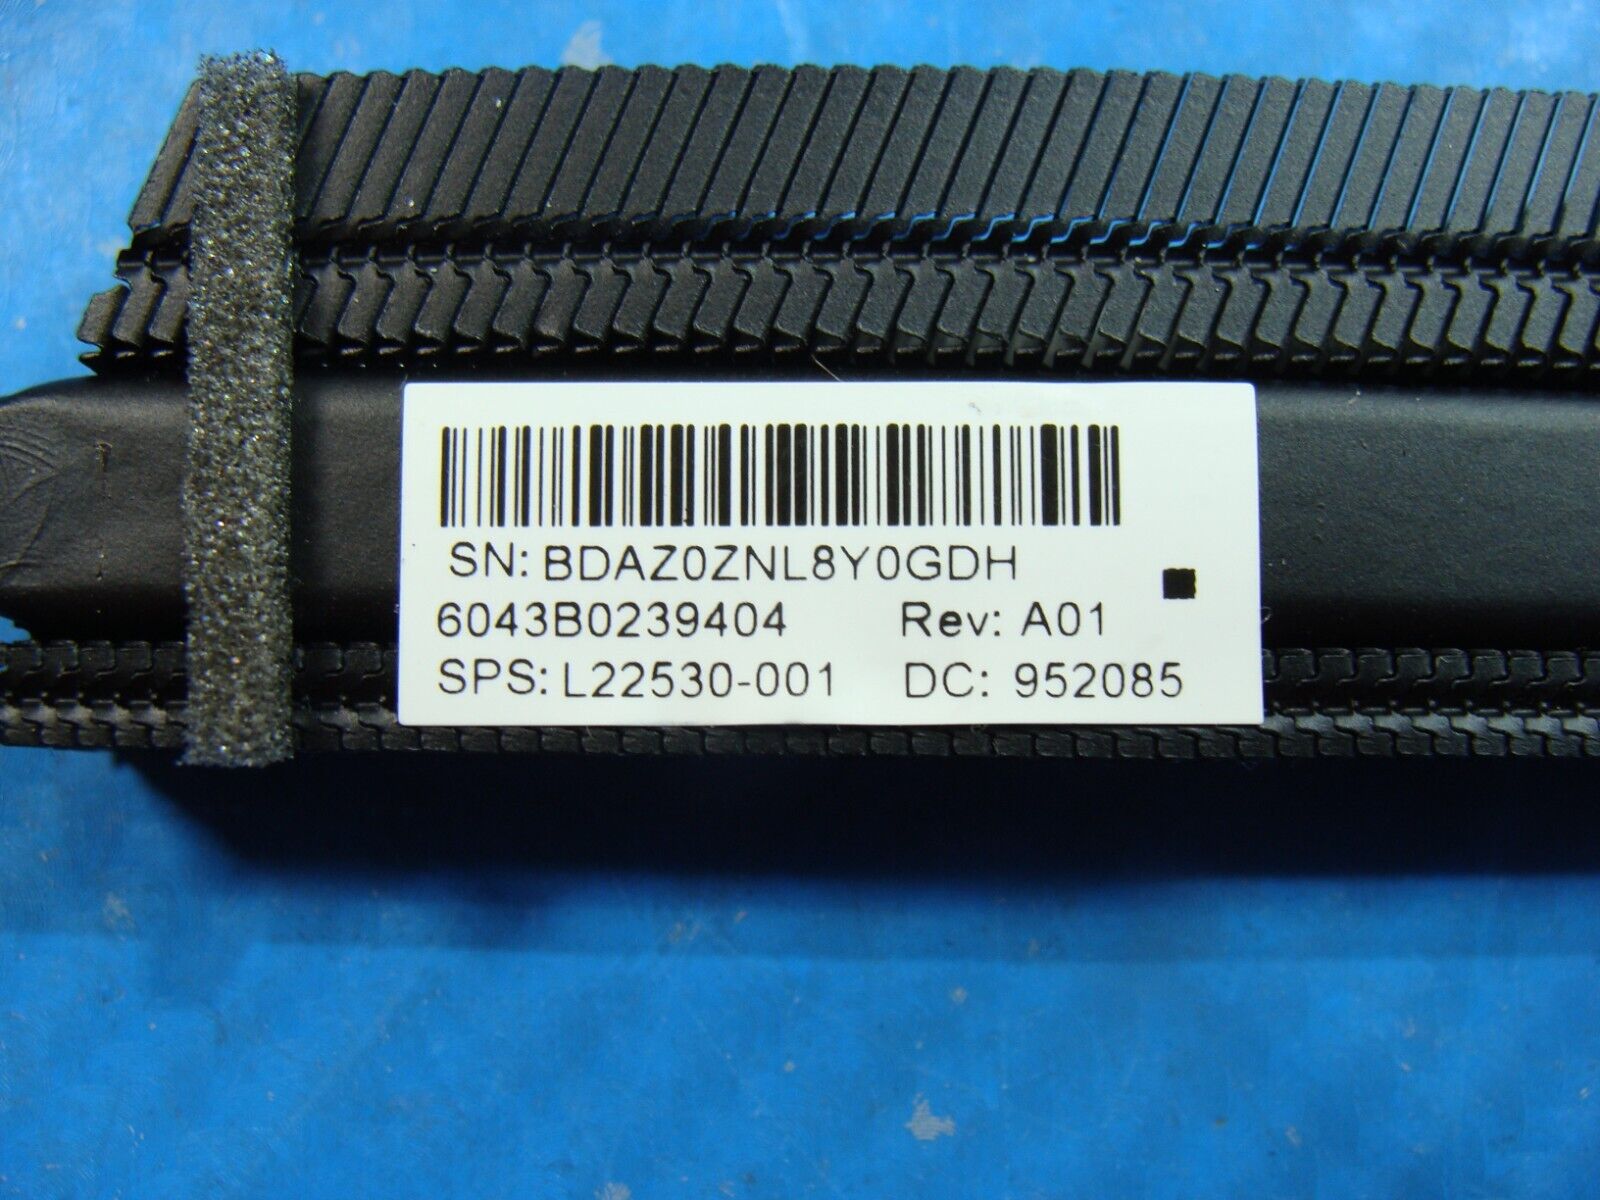 SN: BDAZ0ZNL8Y0GDH
6043B0239404 Rev: A01
SPS: L22530-001 DC: 952085